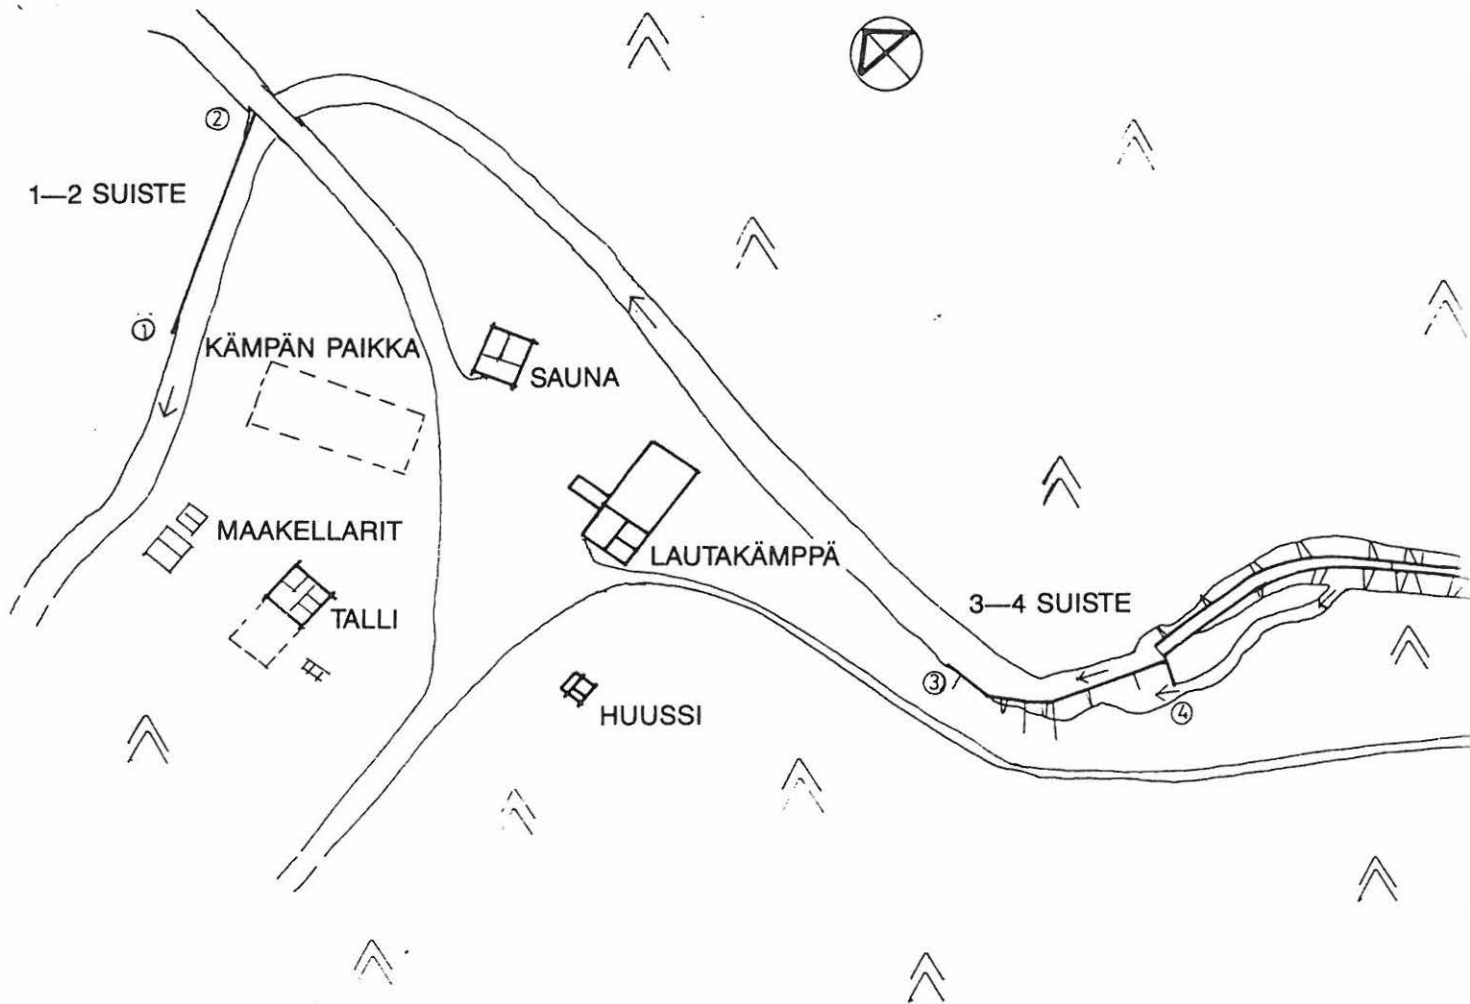 2
1—2 SUISTE
1
KÄMPÄN PAIKKA
SAUNA
MAAKELLARIT
LAUTAKÄMPPÄ
TALLI
3—4 SUISTE
3
4
HUUSSI